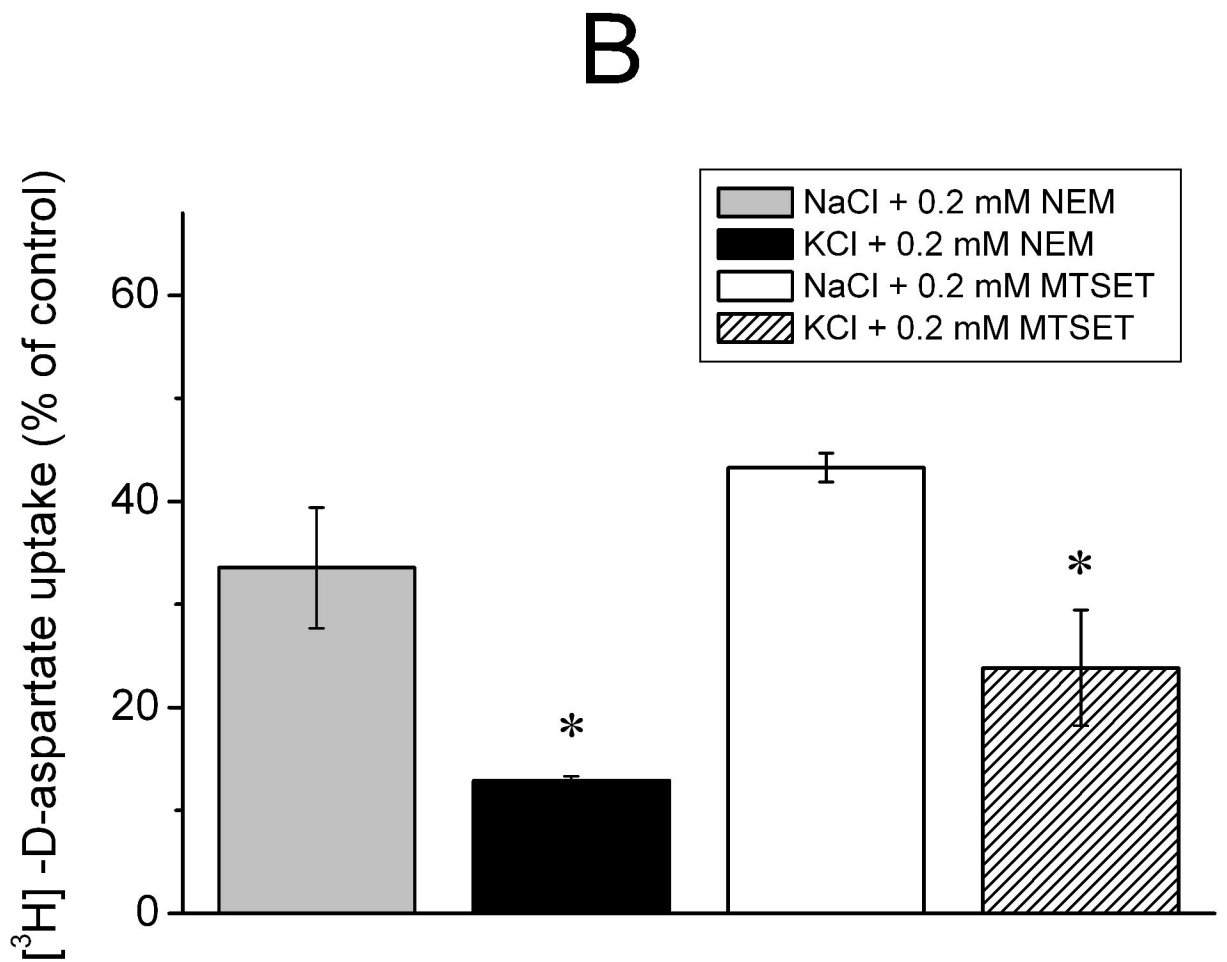 B
[³H] -D-aspartate uptake (% of control)
NaCl + 0.2 mM NEM
KCl + 0.2 mM NEM
NaCl + 0.2 mM MTSET
KCl + 0.2 mM MTSET
60
40
20
0
*
*